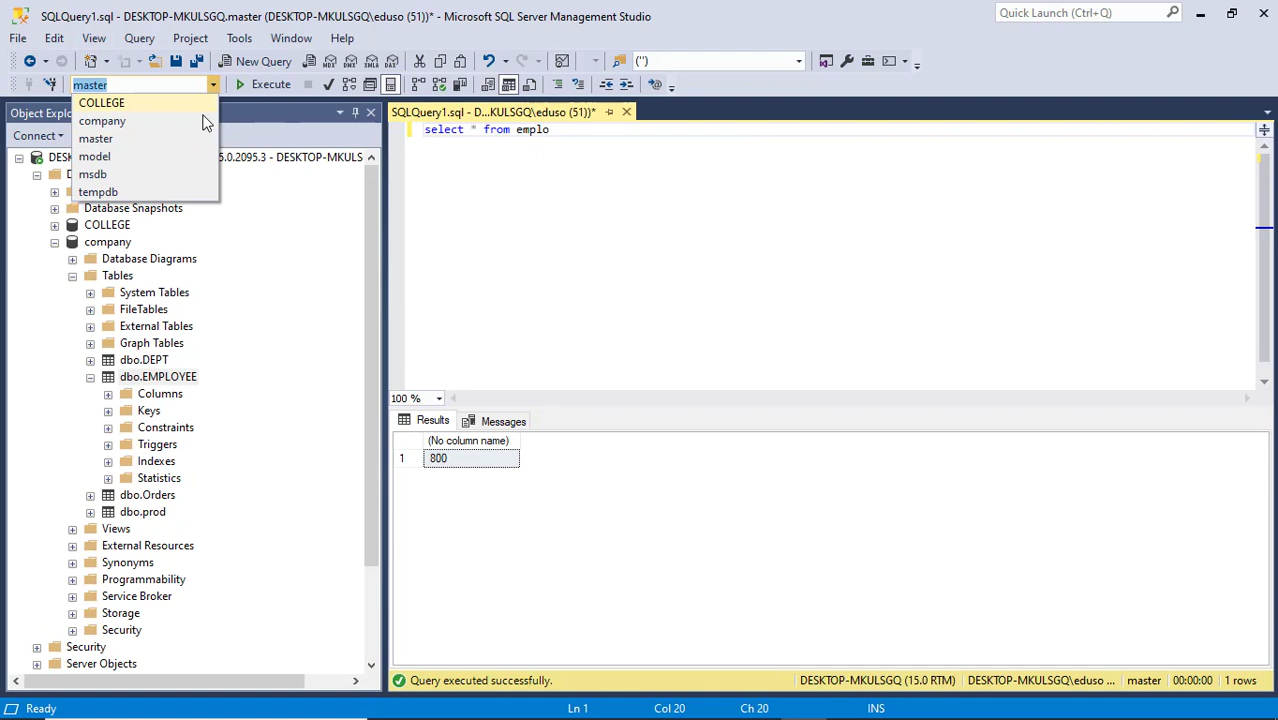 SQLQuery1.sql - DESKTOP-MKULSGQ.master (DESKTOP-MKULSGQ\eduso (51))* - Microsoft SQL Server Management Studio
Quick Launch (Ctrl+Q)
File Edit View Query Project Tools Window Help
New Query MDX DMX XMLA DAX (")
master Execute
COLLEGE
company
master
model
msdb
tempdb
Object Explo
SQLQuery1.sql - D...KULSGQ\eduso (51))*
Connect
select * from emplo
DESK 5.0.2095.3 - DESKTOP-MKULS
D
Database Snapshots
COLLEGE
company
Database Diagrams
Tables
System Tables
FileTables
External Tables
Graph Tables
dbo.DEPT
dbo.EMPLOYEE
Columns
Keys
Constraints
Triggers
Indexes
Statistics
dbo.Orders
dbo.prod
Views
External Resources
Synonyms
Programmability
Service Broker
Storage
Security
Security
Server Objects
100 %
Results Messages
(No column name)
1 800
Query executed successfully. DESKTOP-MKULSGQ (15.0 RTM) DESKTOP-MKULSGQ\eduso ... master 00:00:00 1 rows
Ready Ln 1 Col 20 Ch 20 INS